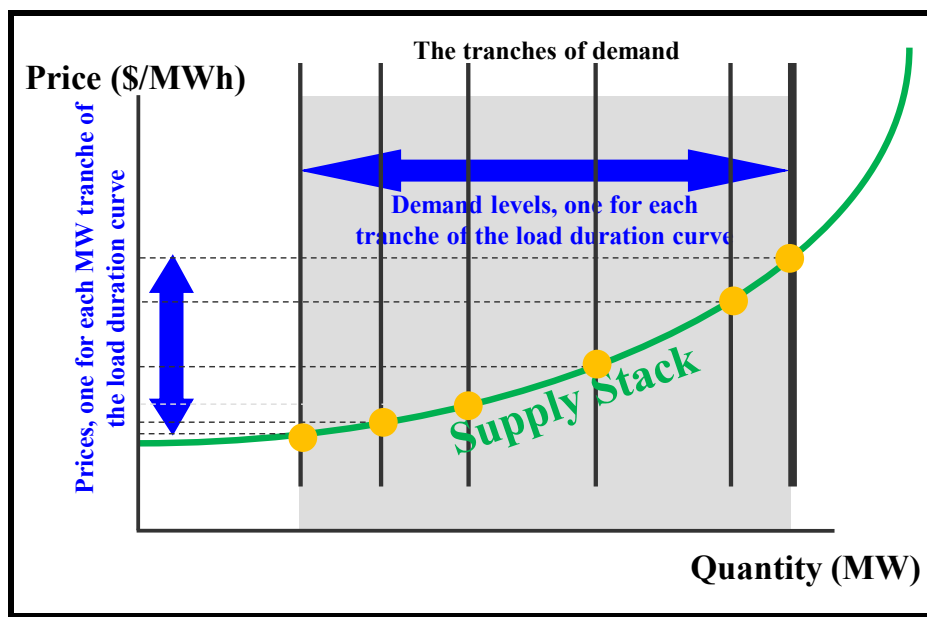 The tranches of demand
Price ($/MWh)
Prices, one for each MW tranche of
the load duration curve
Demand levels, one for each
tranche of the load duration curve
Supply Stack
Quantity (MW)